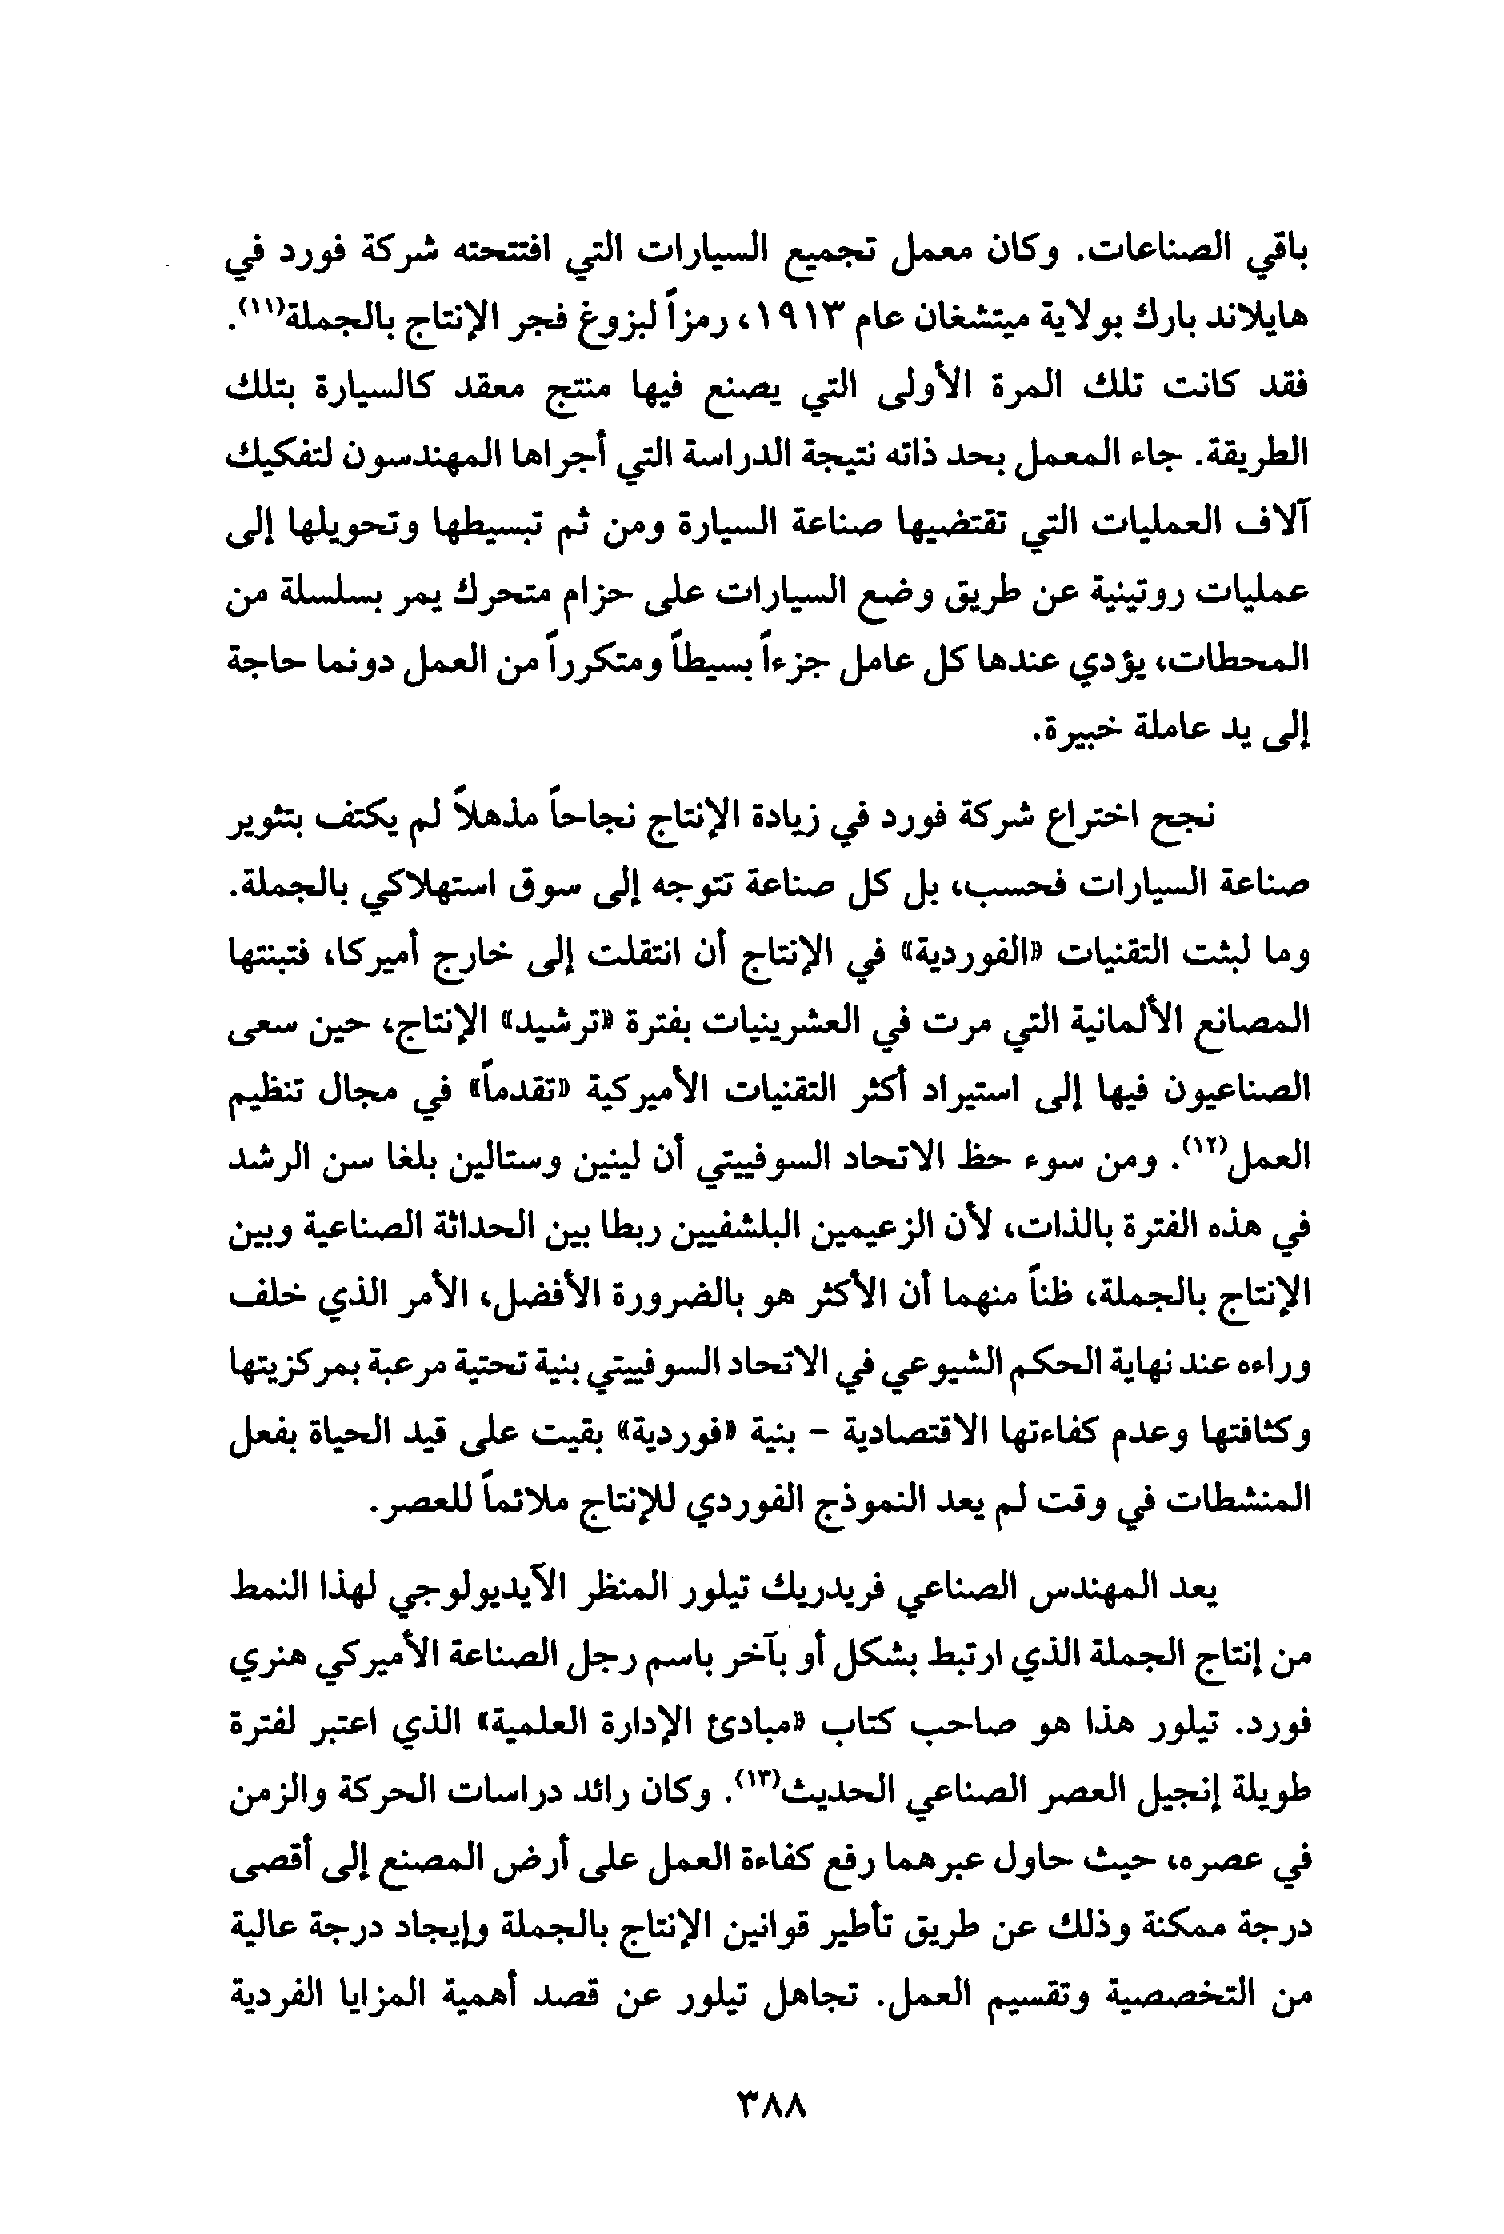 باقي الصناعات. وكان معمل تجميع السيارات التي افتتحته شركة فورد في
هايلاند بارك بولاية ميتشغان عام ١٩١٣، رمزاً لبزوغ فجر الإنتاج بالجملة(١١).
فقد كانت تلك المرة الأولى التي يصنع فيها منتج معقد كالسيارة بتلك
الطريقة. جاء المعمل بحد ذاته نتيجة الدراسة التي أجراها المهندسون لتفكيك
آلاف العمليات التي تقتضيها صناعة السيارة ومن ثم تبسيطها وتحويلها إلى
عمليات روتينية عن طريق وضع السيارات على حزام متحرك يمر بسلسلة من
المحطات، يؤدي عندها كل عامل جزءاً بسيطاً ومتكرراً من العمل دونما حاجة
إلى يد عاملة خبيرة.
نجح اختراع شركة فورد في زيادة الإنتاج نجاحاً مذهلاً لم يكتف بتثوير
صناعة السيارات فحسب، بل كل صناعة تتوجه إلى سوق استهلاكي بالجملة.
وما لبثت التقنيات «الفوردية» في الإنتاج أن انتقلت إلى خارج أميركا، فتبنتها
المصانع الألمانية التي مرت في العشرينيات بفترة «ترشيد» الإنتاج، حين سعى
الصناعيون فيها إلى استيراد أكثر التقنيات الأميركية «تقدماً» في مجال تنظيم
العمل(١٢). ومن سوء حظ الاتحاد السوفييتي أن لينين وستالين بلغا سن الرشد
في هذه الفترة بالذات، لأن الزعيمين البلشفيين ربطا بين الحداثة الصناعية وبين
الإنتاج بالجملة، ظناً منهما أن الأكثر هو بالضرورة الأفضل، الأمر الذي خلف
وراءه عند نهاية الحكم الشيوعي في الاتحاد السوفييتي بنية تحتية مرعبة بمركزيتها
وكثافتها وعدم كفاءتها الاقتصادية - بنية «فوردية» بقيت على قيد الحياة بفعل
المنشطات في وقت لم يعد النموذج الفوردي للإنتاج ملائماً للعصر.
يعد المهندس الصناعي فريدريك تيلور المنظر الآيديولوجي لهذا النمط
من إنتاج الجملة الذي ارتبط بشكل أو بآخر باسم رجل الصناعة الأميركي هنري
فورد. تيلور هذا هو صاحب كتاب «مبادئ الإدارة العلمية» الذي اعتبر لفترة
طويلة إنجيل العصر الصناعي الحديث(١٣). وكان رائد دراسات الحركة والزمن
في عصره، حيث حاول عبرهما رفع كفاءة العمل على أرض المصنع إلى أقصى
درجة ممكنة وذلك عن طريق تأطير قوانين الإنتاج بالجملة وإيجاد درجة عالية
من التخصصية وتقسيم العمل. تجاهل تيلور عن قصد أهمية المزايا الفردية
٣٨٨